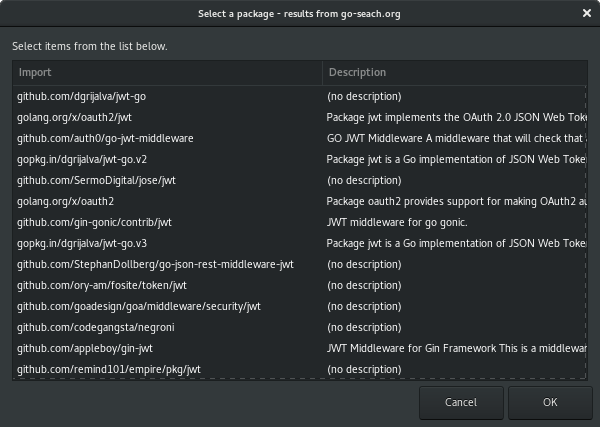 Select a package - results from go-seach.org
Select items from the list below.
Import Description
github.com/dgrijalva/jwt-go (no description)
golang.org/x/oauth2/jwt Package jwt implements the OAuth 2.0 JSON Web
github.com/auth0/go-jwt-middleware GO JWT Middleware A middleware that will check that
gopkg.in/dgrijalva/jwt-go.v2 Package jwt is a Go implementation of JSON Web
github.com/SermoDigital/jose/jwt (no description)
golang.org/x/oauth2 Package oauth2 provides support for making OAuth2
github.com/gin-gonic/contrib/jwt JWT middleware for go gonic.
gopkg.in/dgrijalva/jwt-go.v3 Package jwt is a Go implementation of JSON Web
github.com/StephanDollberg/go-json-rest-middleware-jwt (no description)
github.com/ory-am/fosite/token/jwt (no description)
github.com/goadesign/goa/middleware/security/jwt (no description)
github.com/codegangsta/negroni (no description)
github.com/appleboy/gin-jwt JWT Middleware for Gin Framework This is a
github.com/remind101/empire/pkg/jwt (no description)
Cancel OK